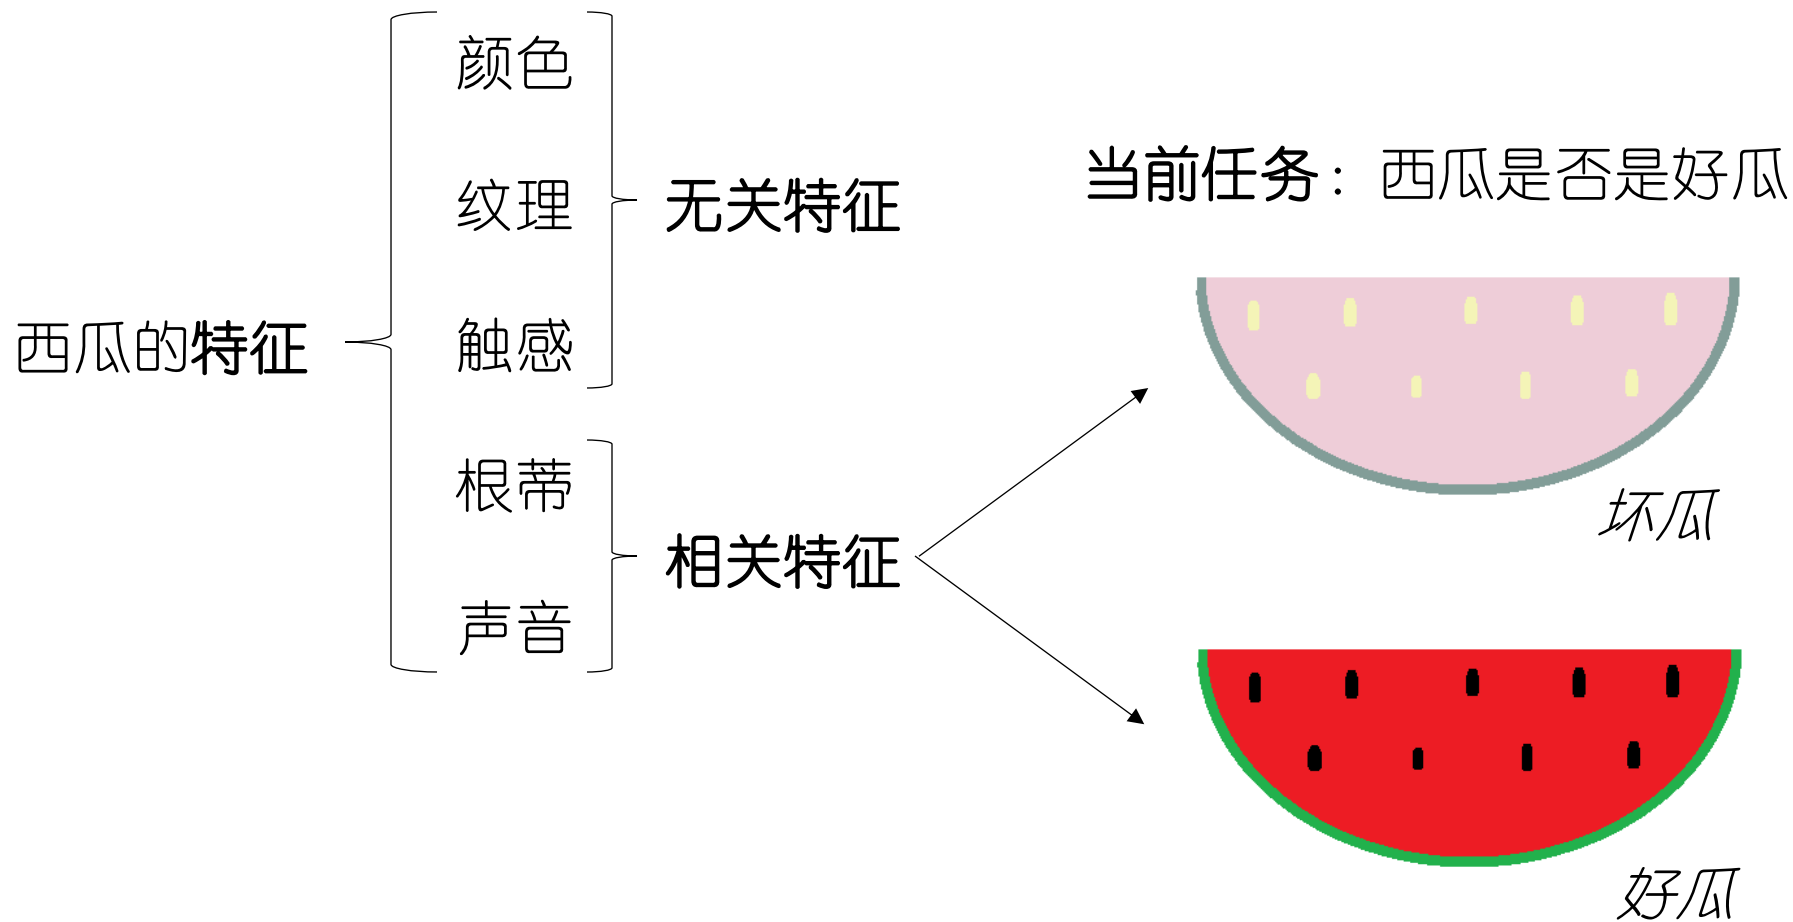 西瓜的特征
颜色
纹理
触感
根蒂
声音
无关特征
相关特征
当前任务：西瓜是否是好瓜
坏瓜
好瓜